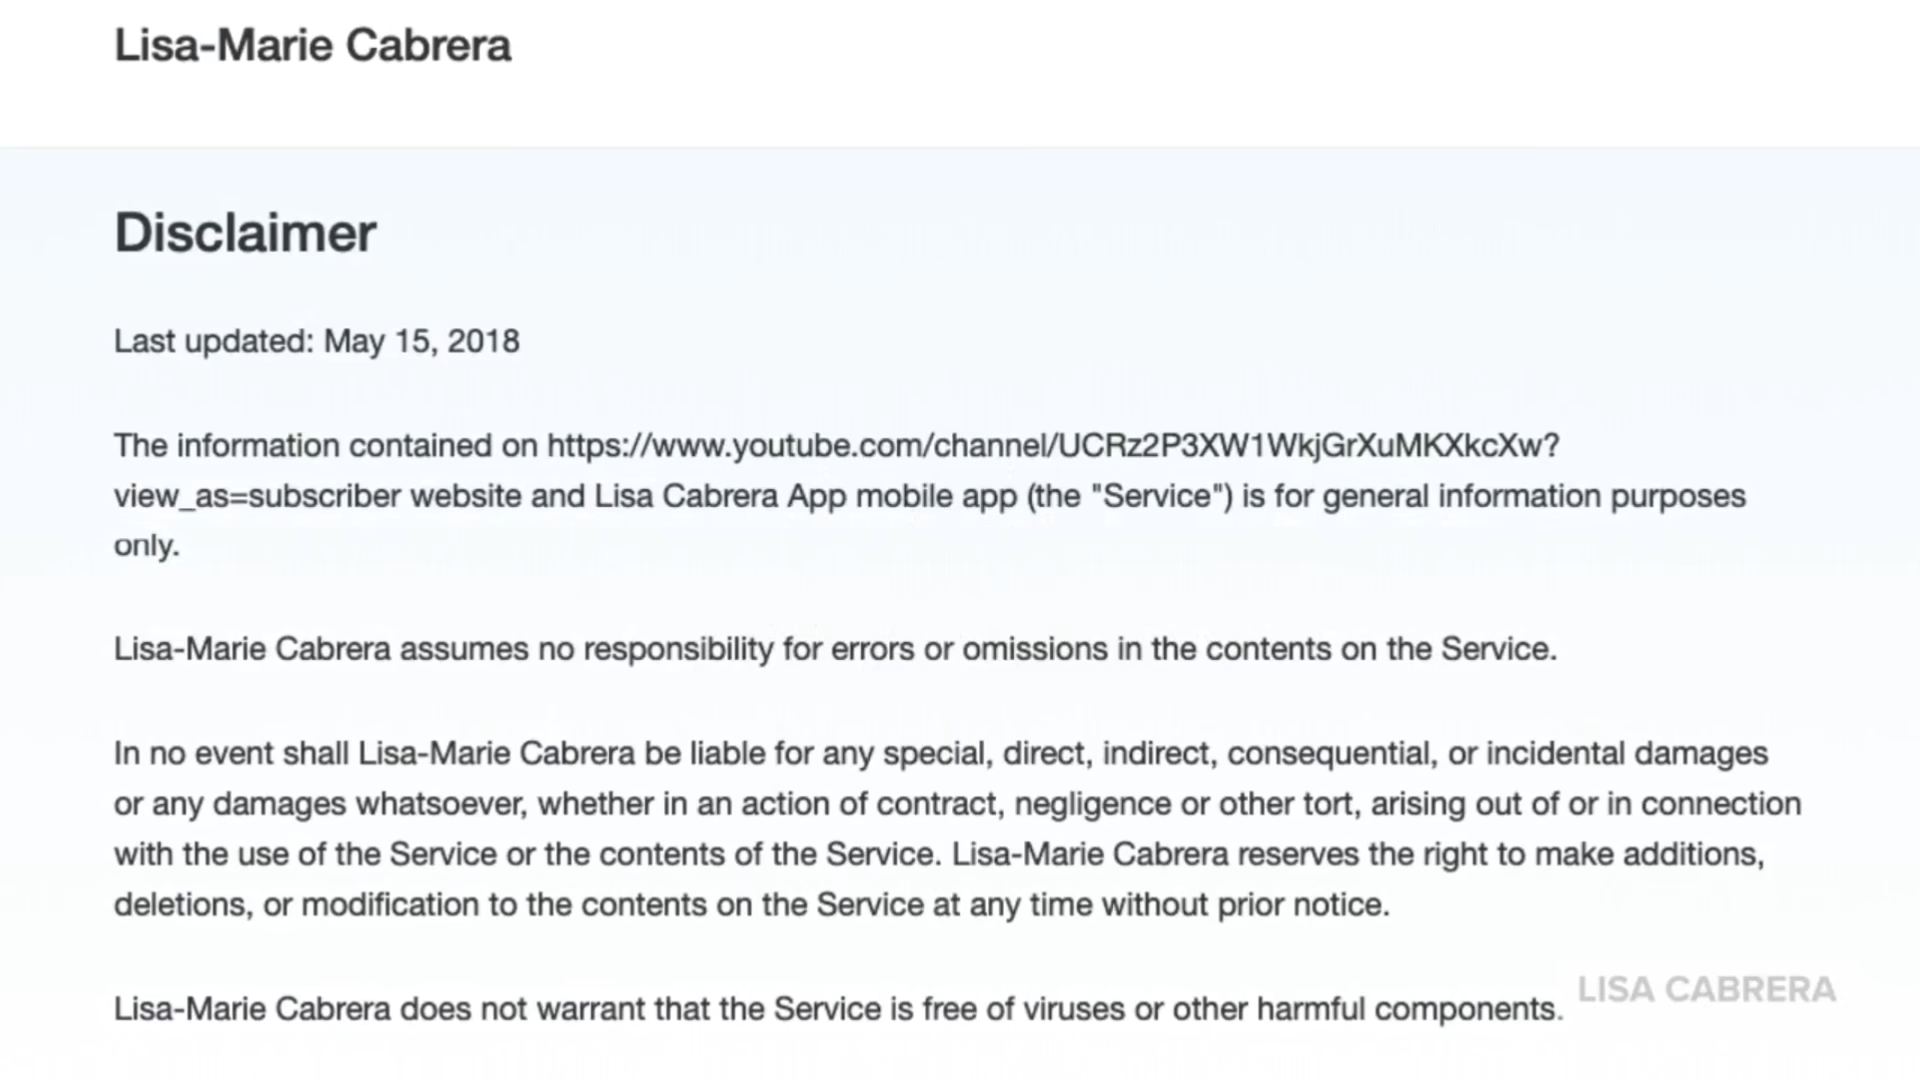 Lisa-Marie Cabrera
Disclaimer
Last updated: May 15, 2018
The information contained on https://www.youtube.com/channel/UCRz2P3XW1WkjGrXuMKXkcXw?
view_as=subscriber website and Lisa Cabrera App mobile app (the "Service") is for general information purposes
only.
Lisa-Marie Cabrera assumes no responsibility for errors or omissions in the contents on the Service.
In no event shall Lisa-Marie Cabrera be liable for any special, direct, indirect, consequential, or incidental damages
or any damages whatsoever, whether in an action of contract, negligence or other tort, arising out of or in connection
with the use of the Service or the contents of the Service. Lisa-Marie Cabrera reserves the right to make additions,
deletions, or modification to the contents on the Service at any time without prior notice.
Lisa-Marie Cabrera does not warrant that the Service is free of viruses or other harmful components.
LISA CABRERA